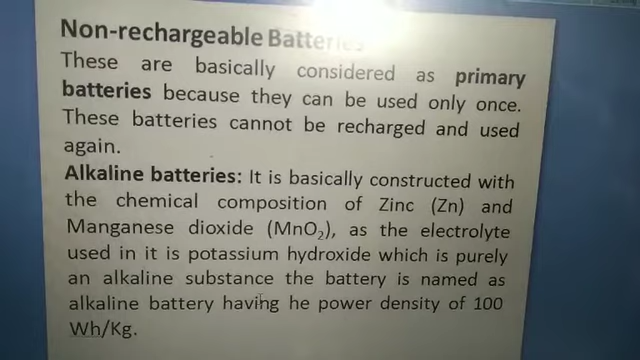 Non-rechargeable Batteries
These are basically considered as primary
batteries because they can be used only once.
These batteries cannot be recharged and used
again.
Alkaline batteries: It is basically constructed with
the chemical composition of Zinc (Zn) and
Manganese dioxide (MnO₂), as the electrolyte
used in it is potassium hydroxide which is purely
an alkaline substance the battery is named as
alkaline battery having he power density of 100
Wh/Kg.